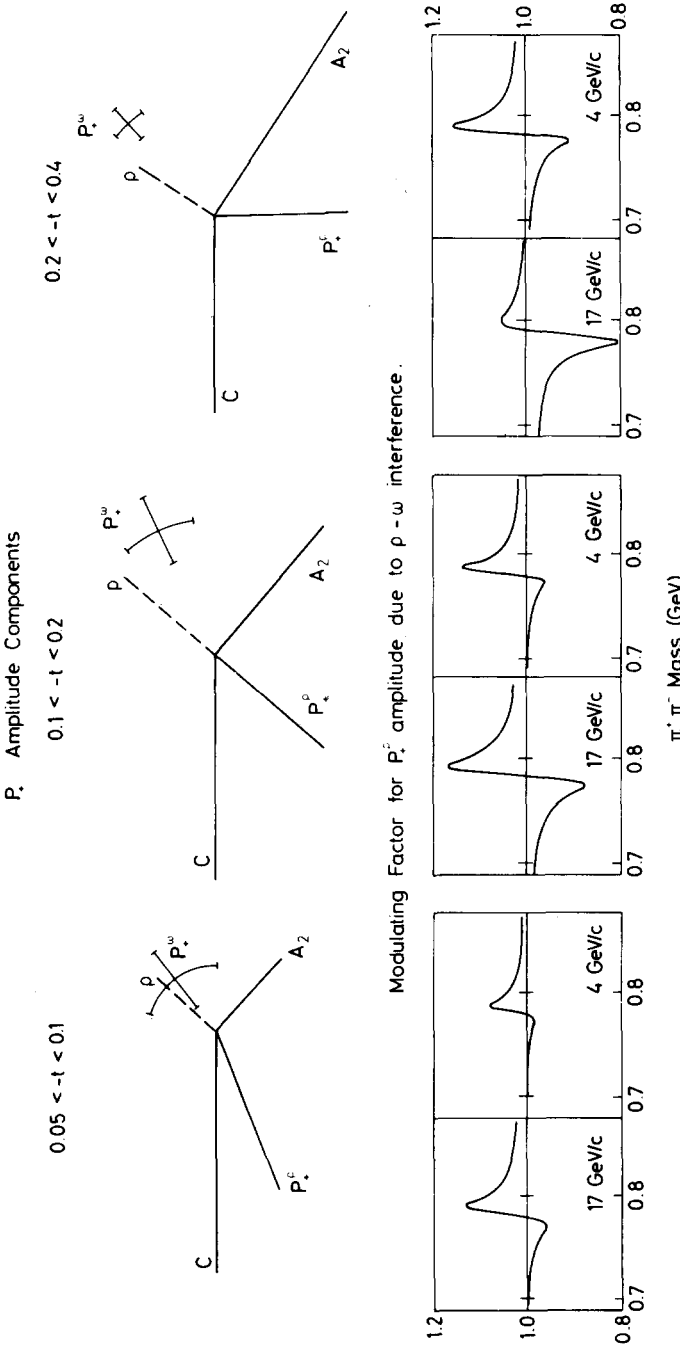 P₊ Amplitude Components
0.05 < -t < 0.1
0.1 < -t < 0.2
0.2 < -t < 0.4
C
ρ
P₊^ω
P₊^ρ
A₂
C
ρ
P₊^ω
P₊^ρ
A₂
C
ρ
P₊^ω
P₊^ρ
A₂
Modulating Factor for P₊^ρ amplitude due to ρ - ω interference.
1.2
1.0
0.8
17 GeV/c
4 GeV/c
0.7
0.8
0.7
0.8
17 GeV/c
4 GeV/c
0.7
0.8
0.7
0.8
17 GeV/c
4 GeV/c
0.7
0.8
0.7
0.8
1.2
1.0
0.8
π⁺π⁻ Mass (GeV)